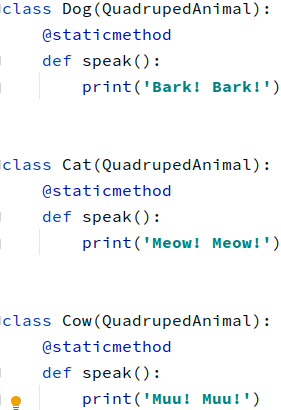 class Dog(QuadrupedAnimal):
    @staticmethod
    def speak():
        print('Bark! Bark!')
class Cat(QuadrupedAnimal):
    @staticmethod
    def speak():
        print('Meow! Meow!')
class Cow(QuadrupedAnimal):
    @staticmethod
    def speak():
        print('Muu! Muu!')